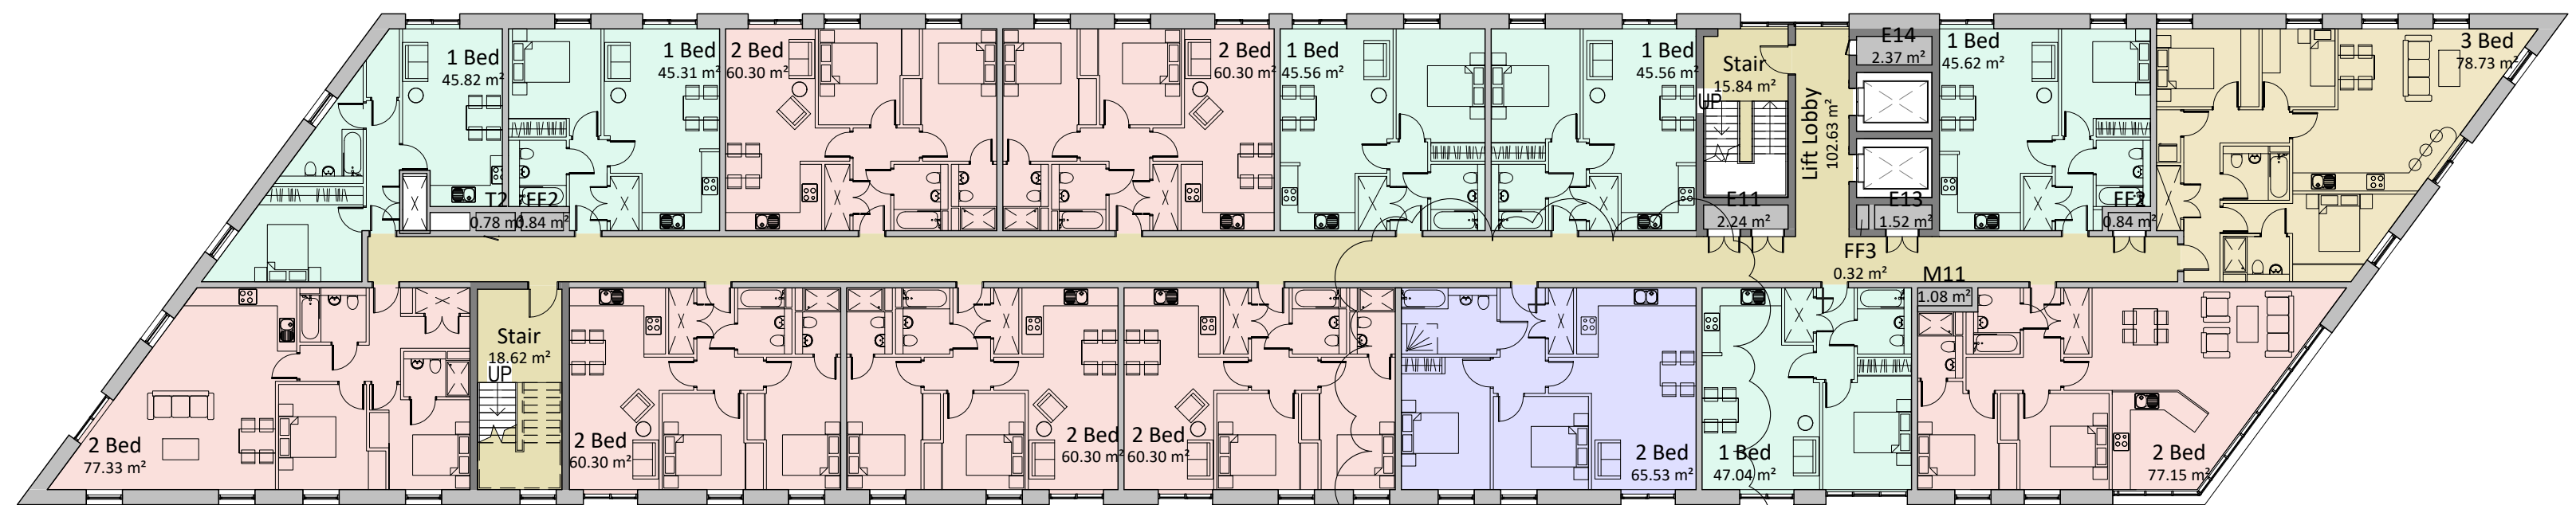 1 Bed
45.82 m²
1 Bed
45.31 m²
2 Bed
60.30 m²
2 Bed
60.30 m²
1 Bed
45.56 m²
1 Bed
45.56 m²
Stair
15.84 m²
UP
Lift Lobby
102.63 m²
E14
2.37 m²
1 Bed
45.62 m²
3 Bed
78.73 m²
T2
0.78 m²
FF2
0.84 m²
E11
2.24 m²
E13
1.52 m²
0.84 m²
FF3
0.32 m²
M11
1.08 m²
2 Bed
77.33 m²
Stair
18.62 m²
UP
2 Bed
60.30 m²
2 Bed
60.30 m²
2 Bed
60.30 m²
2 Bed
65.53 m²
1 Bed
47.04 m²
2 Bed
77.15 m²